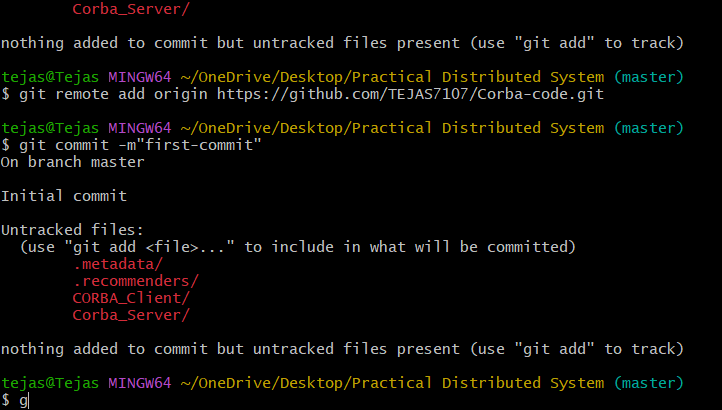 Corba_Server/
nothing added to commit but untracked files present (use "git add" to track)
tejas@Tejas MINGW64 ~/OneDrive/Desktop/Practical Distributed System (master)
$ git remote add origin https://github.com/TEJAS7107/Corba-code.git
tejas@Tejas MINGW64 ~/OneDrive/Desktop/Practical Distributed System (master)
$ git commit -m"first-commit"
On branch master
Initial commit
Untracked files:
(use "git add <file>..." to include in what will be committed)
.metadata/
.recommenders/
CORBA_Client/
Corba_Server/
nothing added to commit but untracked files present (use "git add" to track)
tejas@Tejas MINGW64 ~/OneDrive/Desktop/Practical Distributed System (master)
$ g